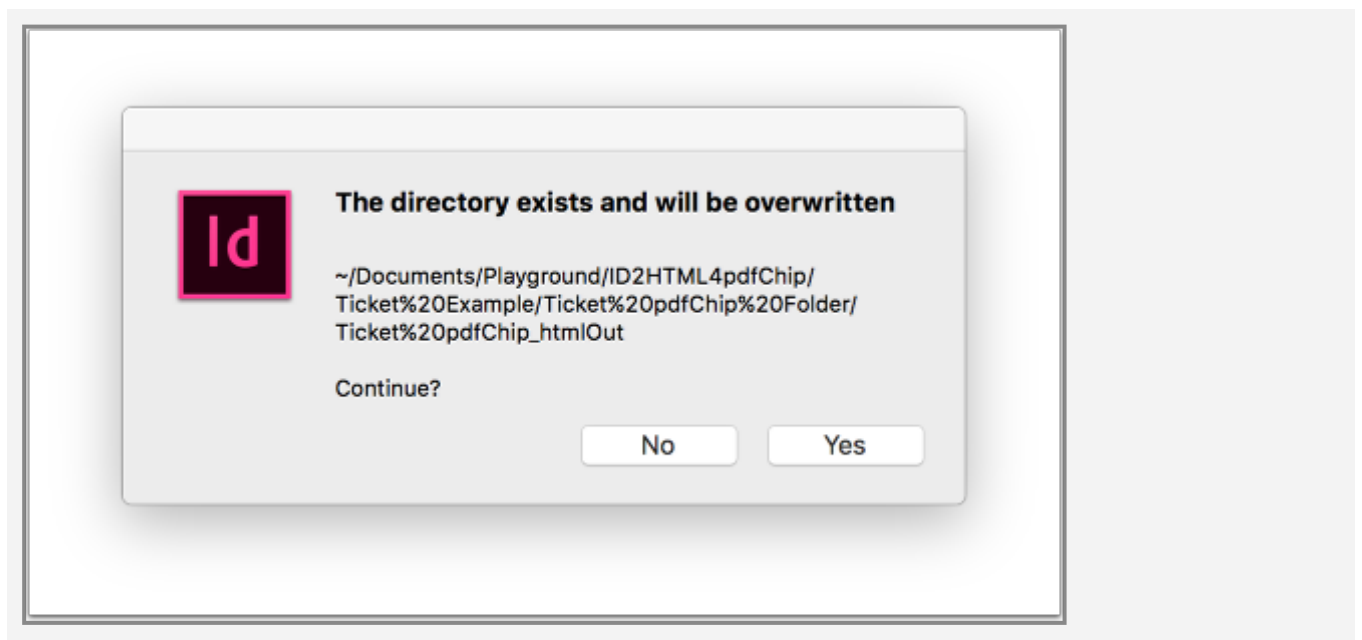 Id
The directory exists and will be overwritten
~/Documents/Playground/ID2HTML4pdfChip/
Ticket%20Example/Ticket%20pdfChip%20Folder/
Ticket%20pdfChip_htmlOut
Continue?
No
Yes